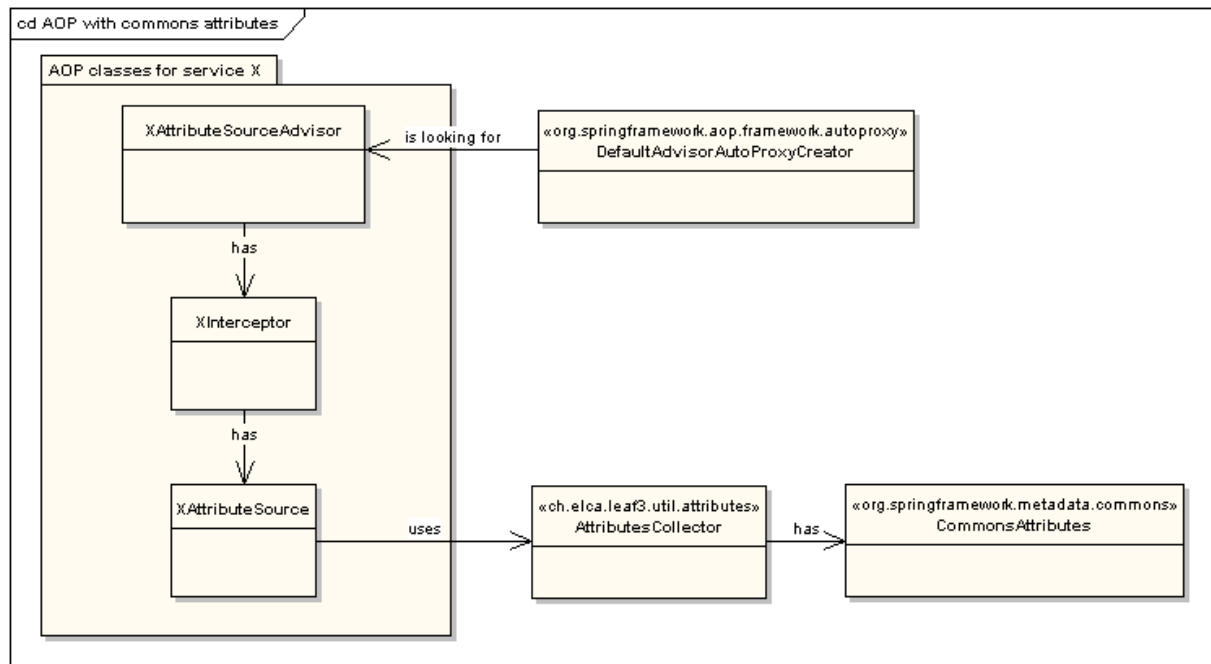 cd AOP with commons attributes
AOP classes for service X
XAttributeSourceAdvisor
is looking for
«org.springframework.aop.framework.autoproxy»
DefaultAdvisorAutoProxyCreator
has
XInterceptor
has
XAttributeSource
uses
«ch.elca.leaf3.util.attributes»
AttributesCollector
has
«org.springframework.metadata.commons»
CommonsAttributes